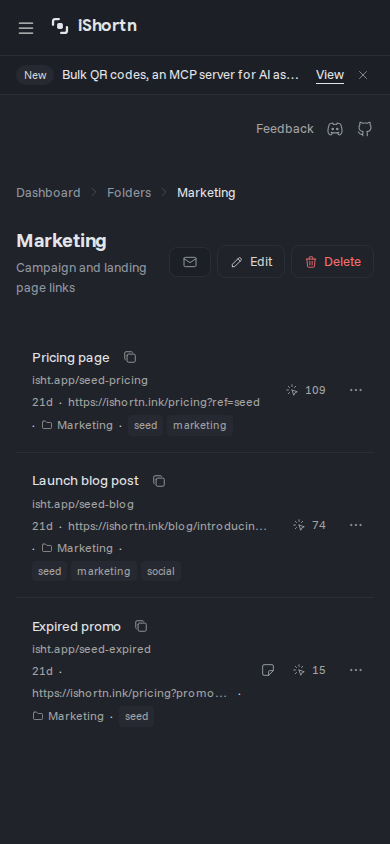 IShortn
New Bulk QR codes, an MCP server for AI as… View
Feedback
Dashboard Folders Marketing
Marketing
Campaign and landing
page links
Edit
Delete
Pricing page
isht.app/seed-pricing
21d · https://ishortn.ink/pricing?ref=seed
109
· Marketing · seed marketing
Launch blog post
isht.app/seed-blog
21d · https://ishortn.ink/blog/introducin…
74
· Marketing ·
seed marketing social
Expired promo
isht.app/seed-expired
21d ·
15
https://ishortn.ink/pricing?promo… ·
Marketing · seed